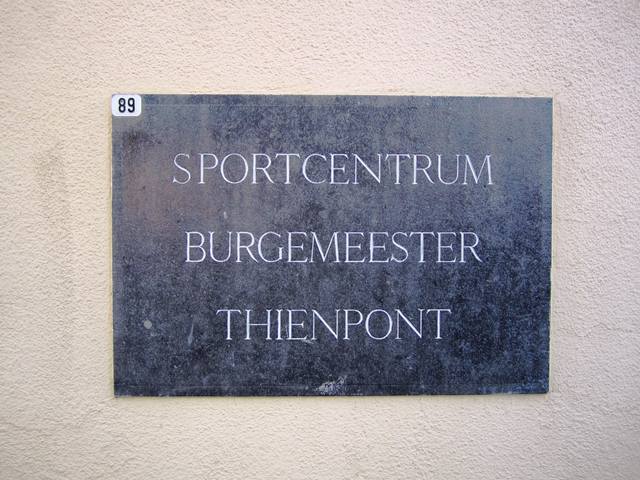 89
SPORTCENTRUM
BURGEMEESTER
THIENPONT